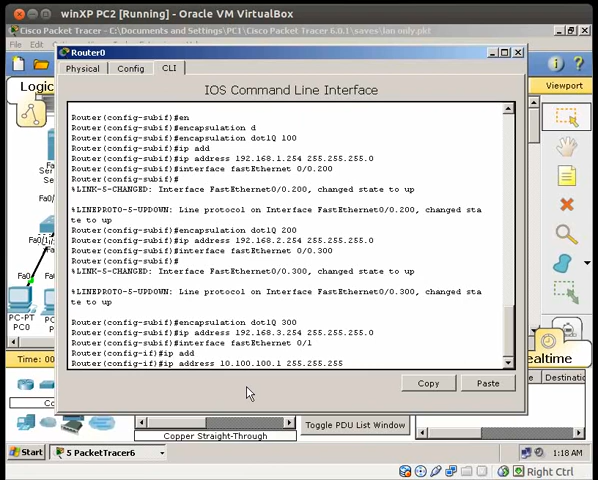 winXP PC2 [Running] - Oracle VM VirtualBox
Cisco Packet Tracer - C:\Documents and Settings\PC1\Cisco Packet Tracer 6.0.1\saves\lan only.pkt
File Edit
Router0
Physical Config CLI
Logic
Viewport
IOS Command Line Interface
Router(config-subif)#en
Router(config-subif)#encapsulation d
Router(config-subif)#encapsulation dot1Q 100
Router(config-subif)#ip add
Router(config-subif)#ip address 192.168.1.254 255.255.255.0
Router(config-subif)#interface fastEthernet 0/0.200
Router(config-subif)#
%LINK-5-CHANGED: Interface FastEthernet0/0.200, changed state to up
%LINEPROTO-5-UPDOWN: Line protocol on Interface FastEthernet0/0.200, changed sta
te to up
Router(config-subif)#encapsulation dot1Q 200
Router(config-subif)#ip address 192.168.2.254 255.255.255.0
Router(config-subif)#interface fastEthernet 0/0.300
Router(config-subif)#
%LINK-5-CHANGED: Interface FastEthernet0/0.300, changed state to up
%LINEPROTO-5-UPDOWN: Line protocol on Interface FastEthernet0/0.300, changed sta
te to up
Router(config-subif)#encapsulation dot1Q 300
Router(config-subif)#ip address 192.168.3.254 255.255.255.0
Router(config-subif)#interface fastEthernet 0/1
Router(config-if)#ip add
Router(config-if)#ip address 10.100.100.1 255.255.255
Copy Paste
Fa0/
Fa0
PC-PT
PC0
Time: 00
ealtime
Destinatio
Copper Straight-Through
Toggle PDU List Window
Start
5 PacketTracer6
1:18 AM
Right Ctrl